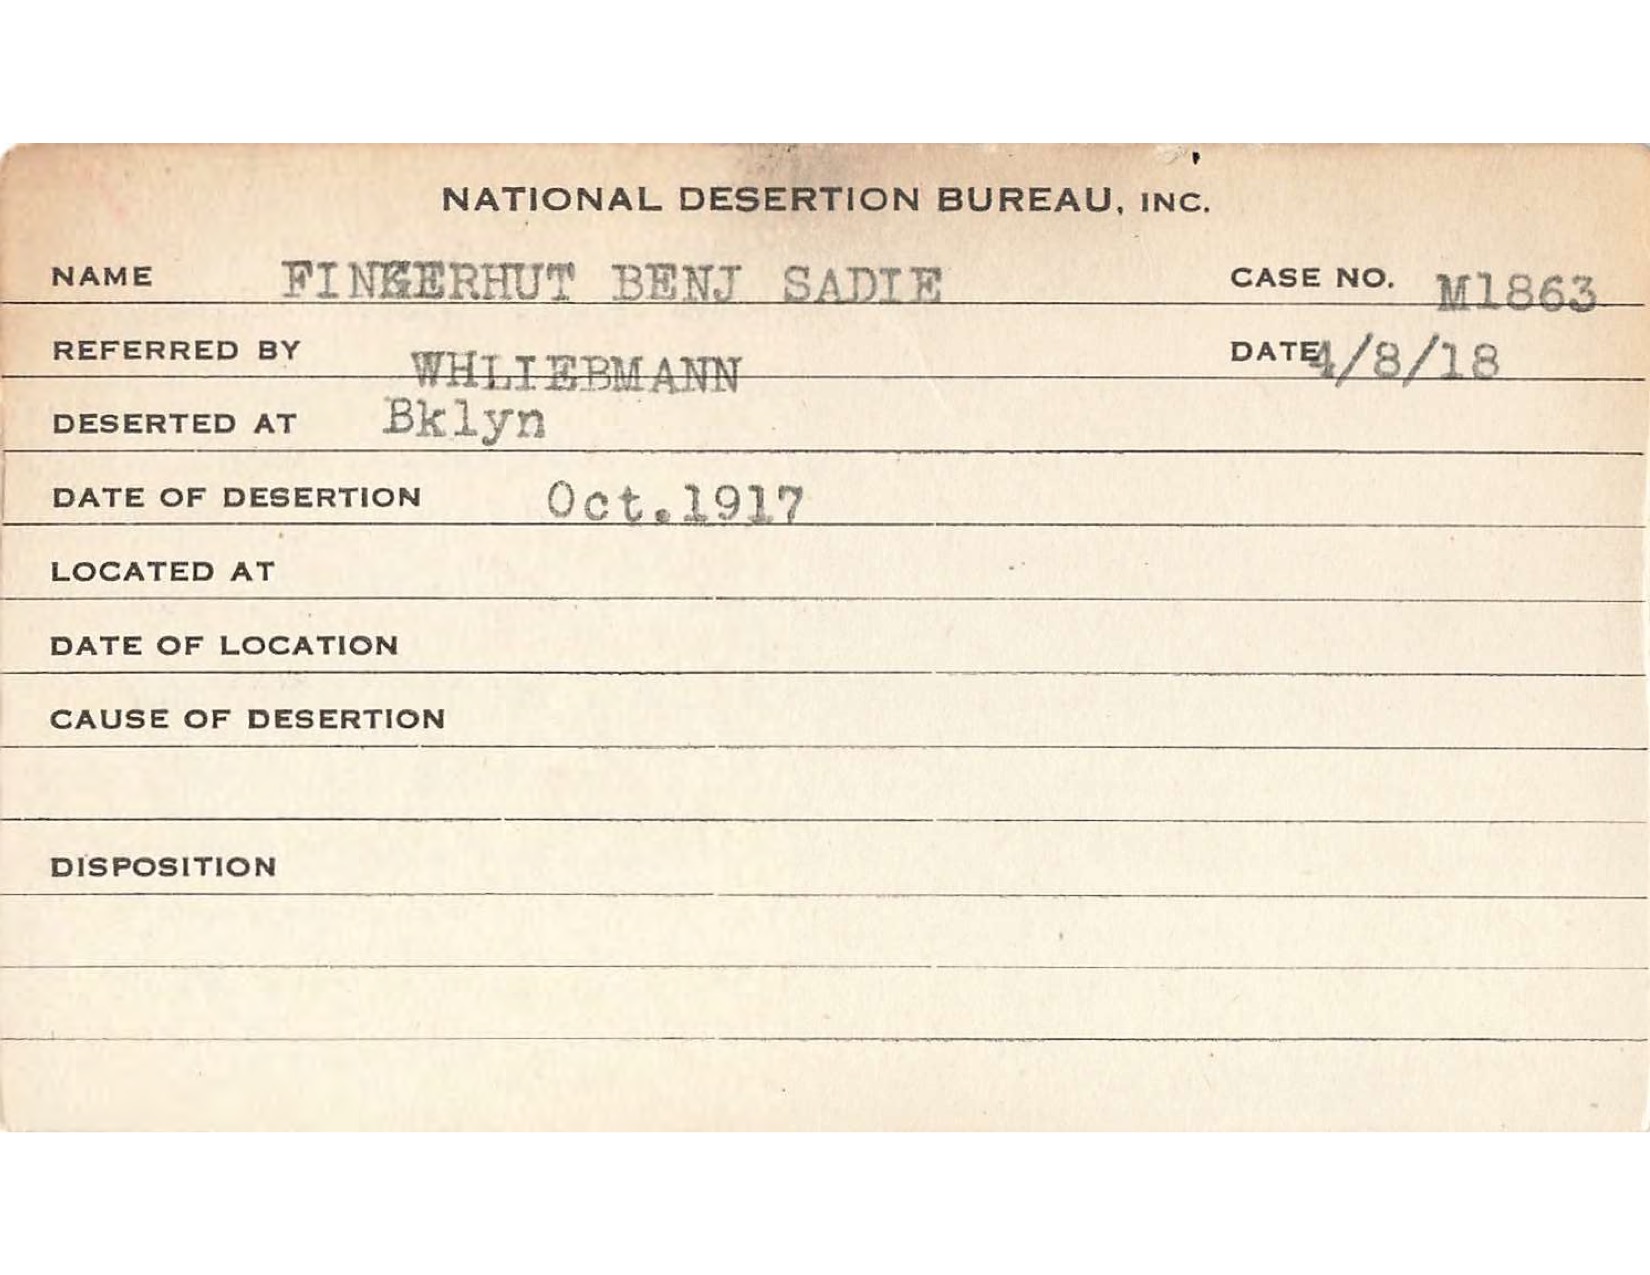 NATIONAL DESERTION BUREAU, INC.
NAME FINGERHUT BENJ SADIE CASE NO. M1863
REFERRED BY WHLIEBMANN DATE 4/8/18
DESERTED AT Bklyn
DATE OF DESERTION Oct.1917
LOCATED AT
DATE OF LOCATION
CAUSE OF DESERTION
DISPOSITION